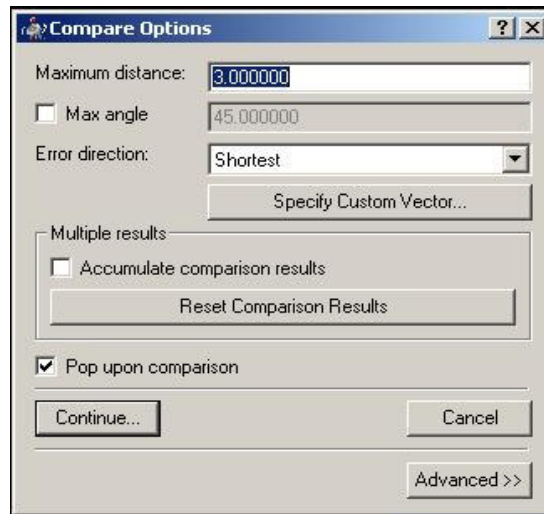 Compare Options
Maximum distance: 3.000000
Max angle 45.000000
Error direction: Shortest
Specify Custom Vector...
Multiple results
Accumulate comparison results
Reset Comparison Results
Pop upon comparison
Continue... Cancel
Advanced >>